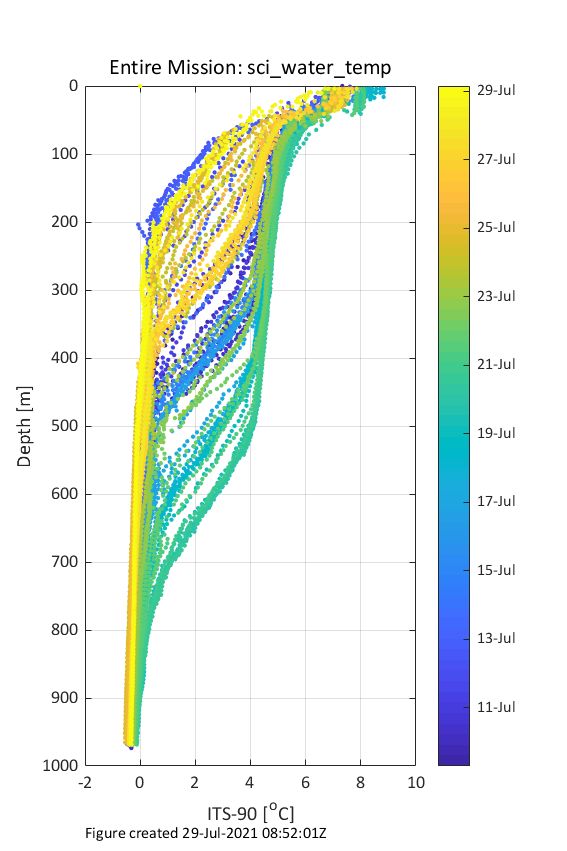 Entire Mission: sci_water_temp
0
100
200
300
400
500
600
700
800
900
1000
Depth [m]
-2 0 2 4 6 8 10
ITS-90 [°C]
29-Jul
27-Jul
25-Jul
23-Jul
21-Jul
19-Jul
17-Jul
15-Jul
13-Jul
11-Jul
Figure created 29-Jul-2021 08:52:01Z